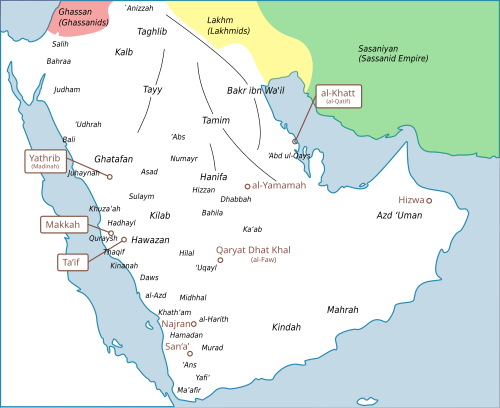 Ghassan
(Ghassanids)
'Anizzah
Lakhm
(Lakhmids)
Taghlib
Salih
Kalb
Sasaniyan
(Sassanid Empire)
Bahraa
Judham
Tayy
Bakr ibn Wa'il
al-Khatt
(al-Qatif)
'Udhrah
Tamim
Bali
'Abs
Yathrib
(Madinah)
Ghatafan
Numayr
'Abd ul-Qays
Juhaynah
Asad
Hanifa
Hizzan
al-Yamamah
Sulaym
Dhabbah
Hizwa
Khuza'ah
Kilab
Bahila
Azd 'Uman
Makkah
Hadhayl
Ka'ab
Quraysh
Hawazan
Thaqif
Hilal
Qaryat Dhat Khal
(al-Faw)
Ta'if
Kinanah
'Uqayl
Daws
al-Azd
Midhhal
Mahrah
Khath'am
Najran
al-Harith
Kindah
Hamadan
San'a'
Murad
'Ans
Yafi'
Ma'afir